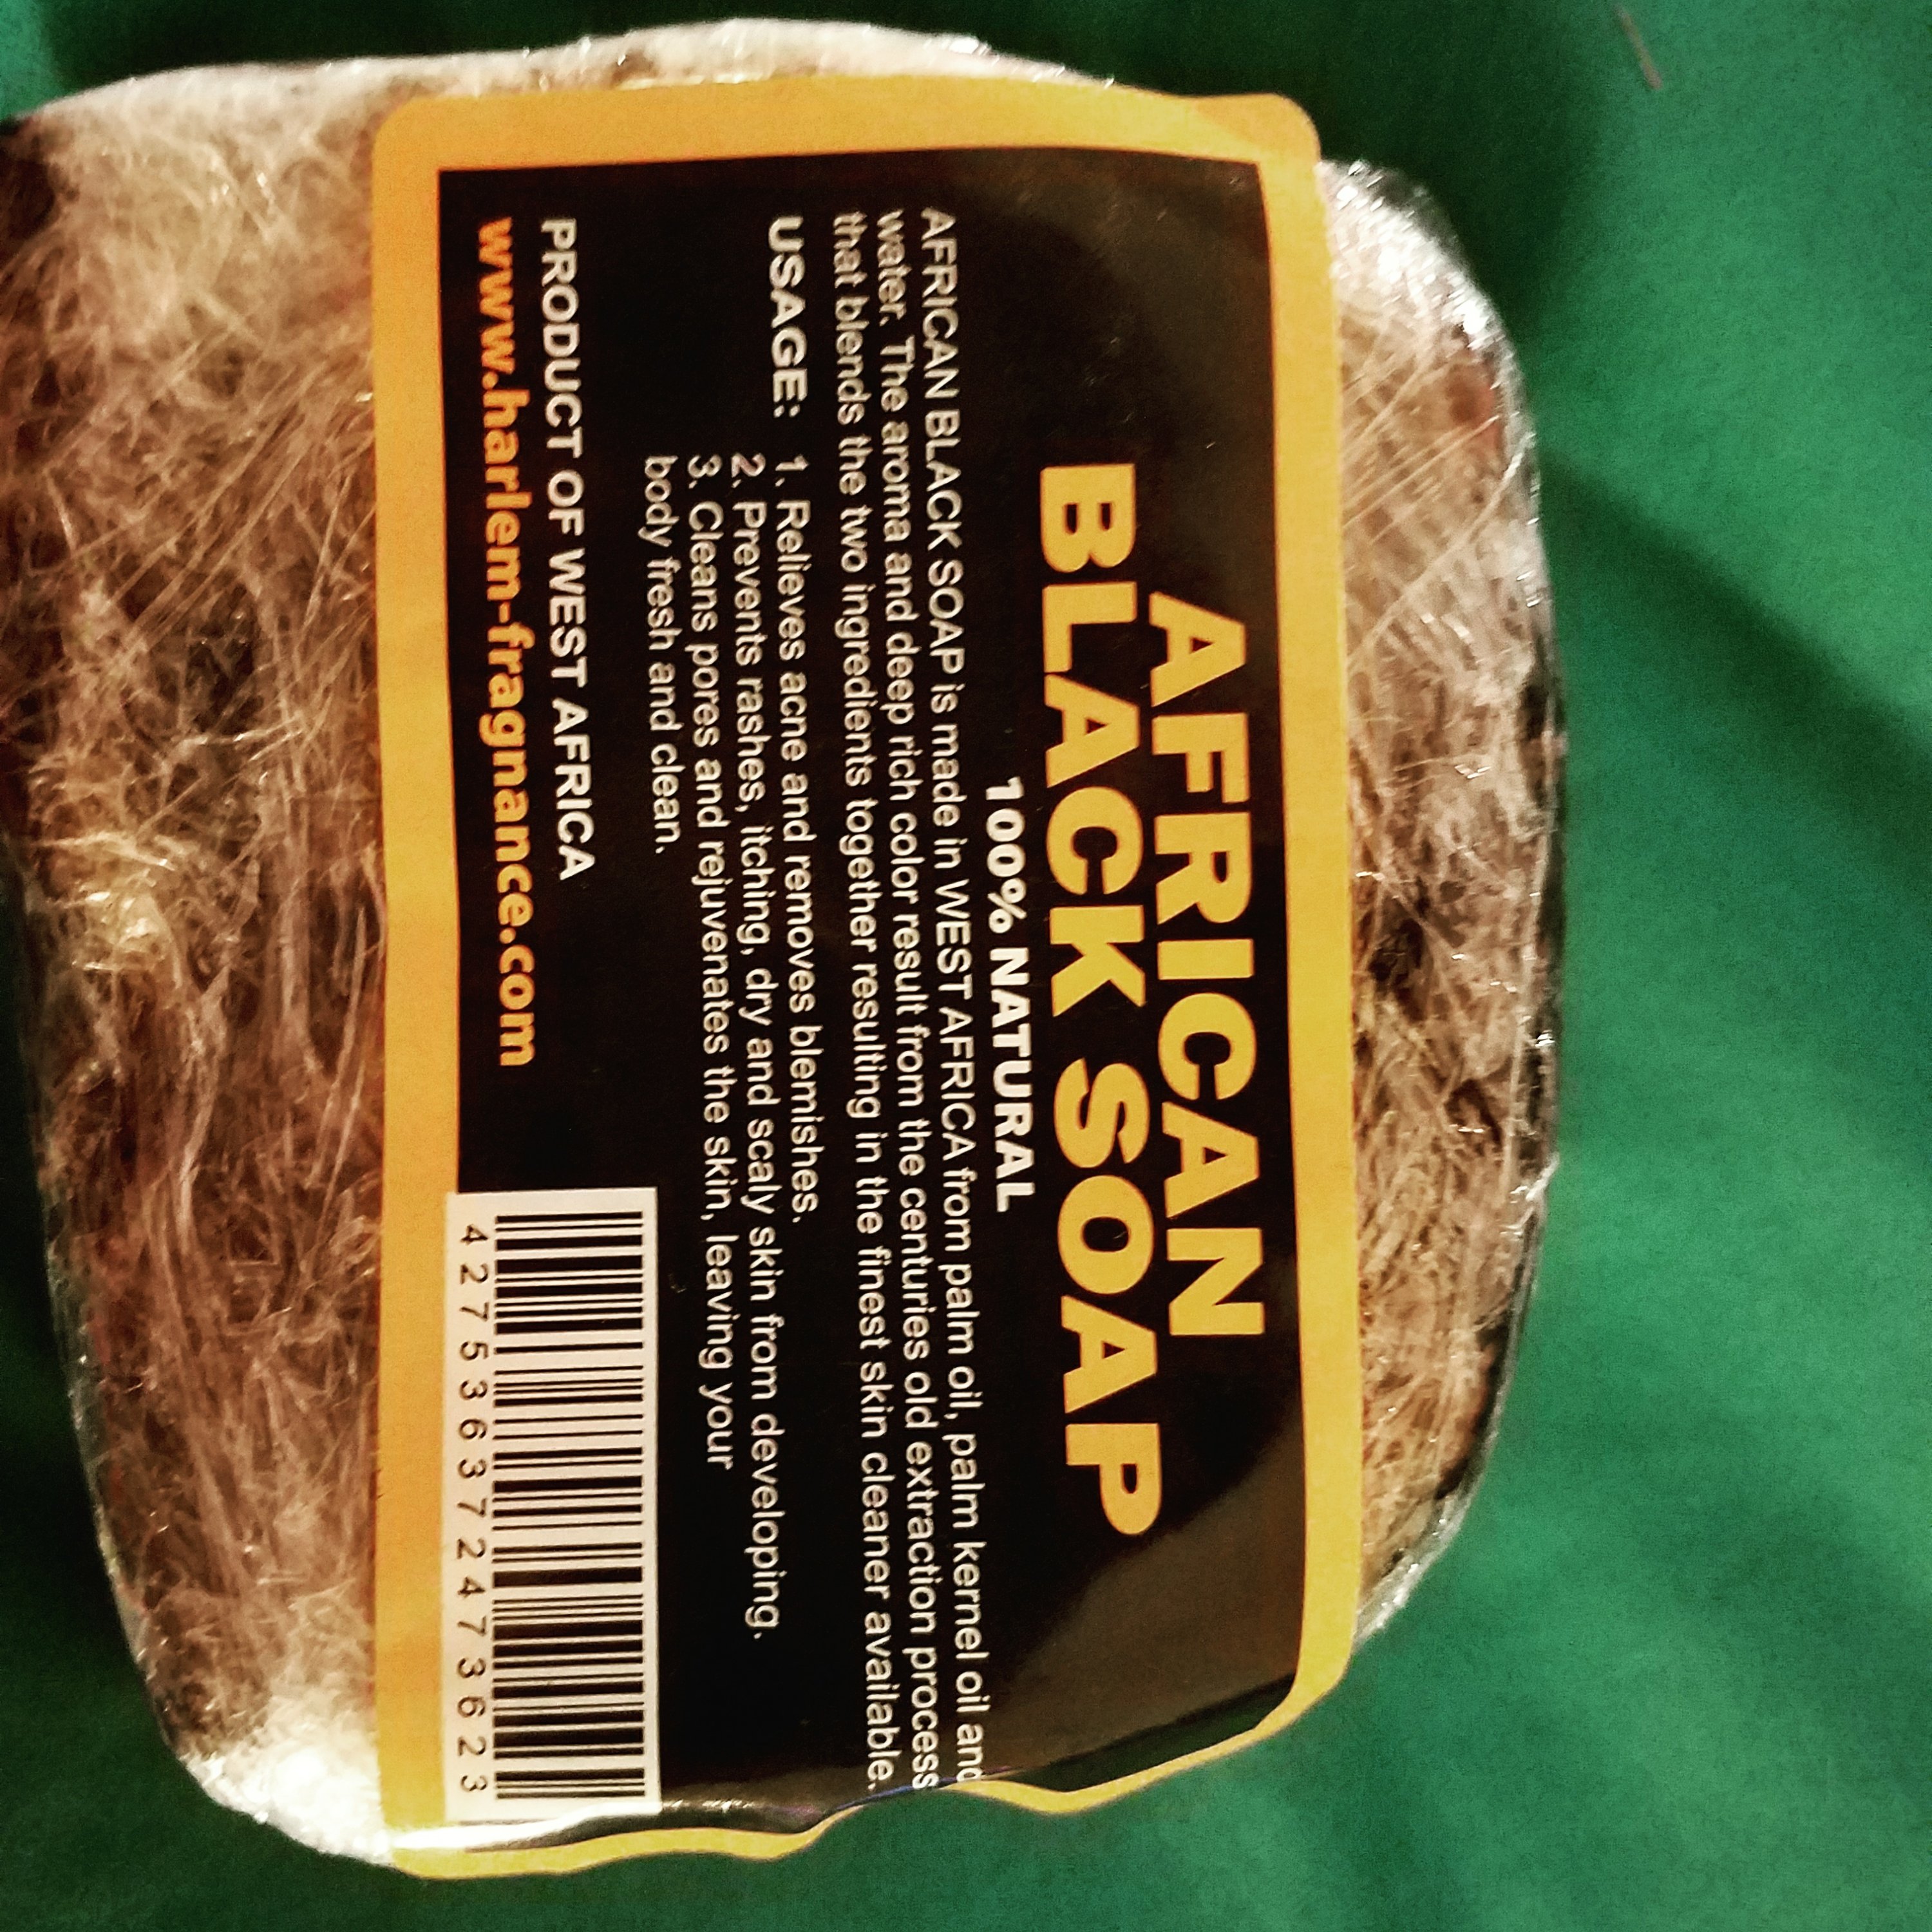 AFRICAN
BLACK SOAP
100% NATURAL
AFRICAN BLACK SOAP is made in WEST AFRICA from palm oil, palm kernel oil and
water. The aroma and deep rich color result from the centuries old extraction process
that blends the two ingredients together resulting in the finest skin cleaner available.
USAGE: 1. Relieves acne and removes blemishes.
2. Prevents rashes, itching, dry and scaly skin from developing.
3. Cleans pores and rejuvenates the skin, leaving your
body fresh and clean.
PRODUCT OF WEST AFRICA
www.harlem-fragnance.com
427536372473623